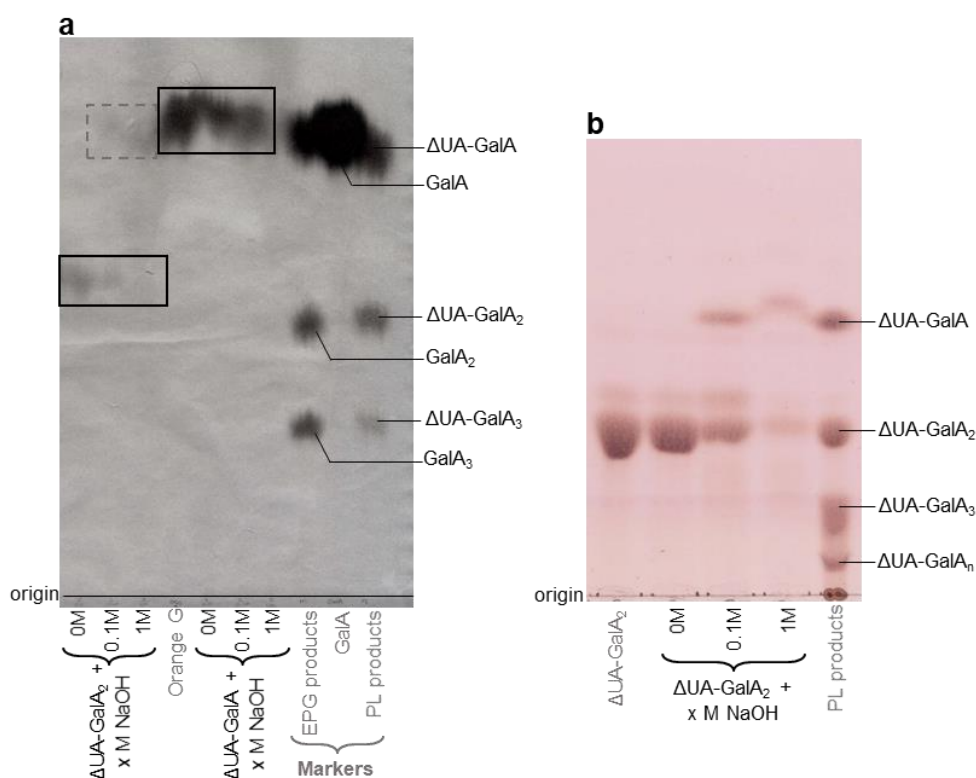 a
ΔUA-GalA
GalA
ΔUA-GalA₂
GalA₂
ΔUA-GalA₃
GalA₃
origin
0M
0.1M
1M
Orange G
0M
0.1M
1M
EPG products
GalA
PL products
ΔUA-GalA₂ +
x M NaOH
ΔUA-GalA +
x M NaOH
Markers
b
ΔUA-GalA
ΔUA-GalA₂
ΔUA-GalA₃
ΔUA-GalAₙ
origin
ΔUA-GalA₂
0M
0.1M
1M
PL products
ΔUA-GalA₂ +
x M NaOH